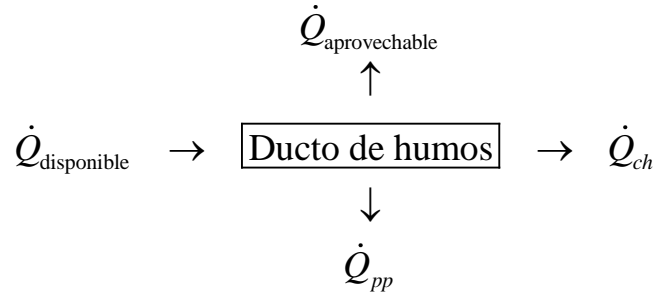 Q̇aprovechable
↑
Q̇disponible → Ducto de humos → Q̇ch
↓
Q̇pp